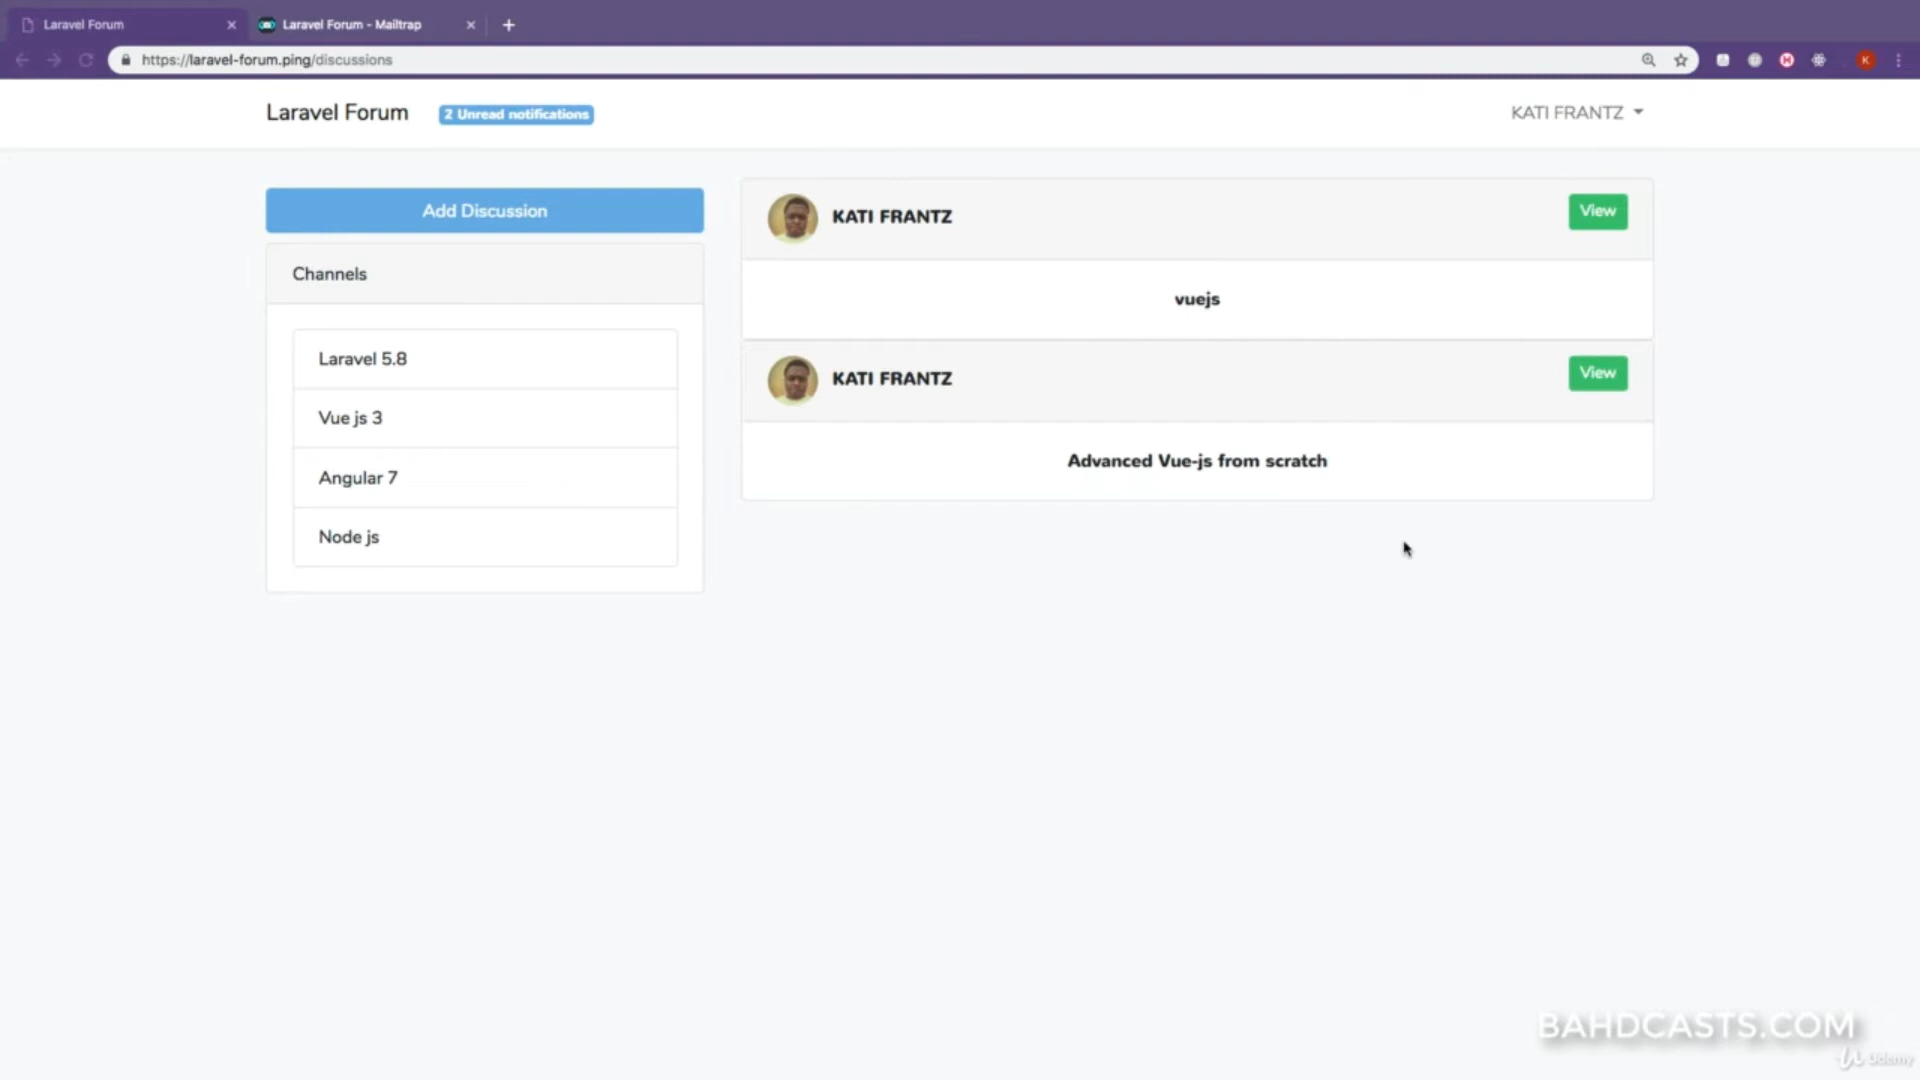 Laravel Forum
Laravel Forum - Mailtrap
https://laravel-forum.ping/discussions
K
Laravel Forum
2 Unread notifications
KATI FRANTZ
Add Discussion
Channels
Laravel 5.8
Vue js 3
Angular 7
Node js
KATI FRANTZ
View
vuejs
KATI FRANTZ
View
Advanced Vue-js from scratch
BAHDCASTS.COM
Udemy